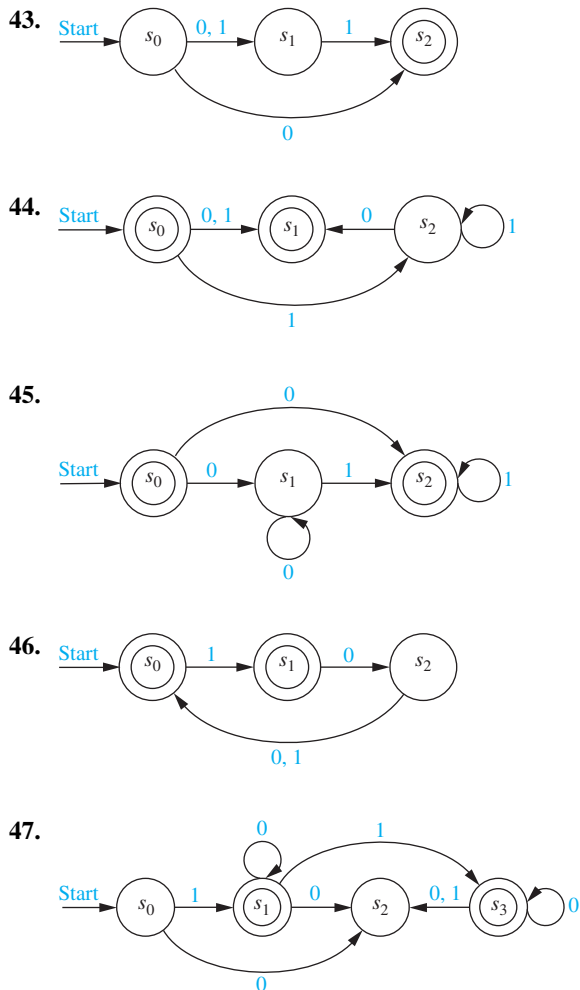 43.
Start s0 0, 1 s1 1 s2
0
44.
Start s0 0, 1 s1 0 s2 1
1
45.
0
Start s0 0 s1 1 s2 1
0
46.
Start s0 1 s1 0 s2
0, 1
47.
0 1
Start s0 1 s1 0 s2 0, 1 s3 0
0